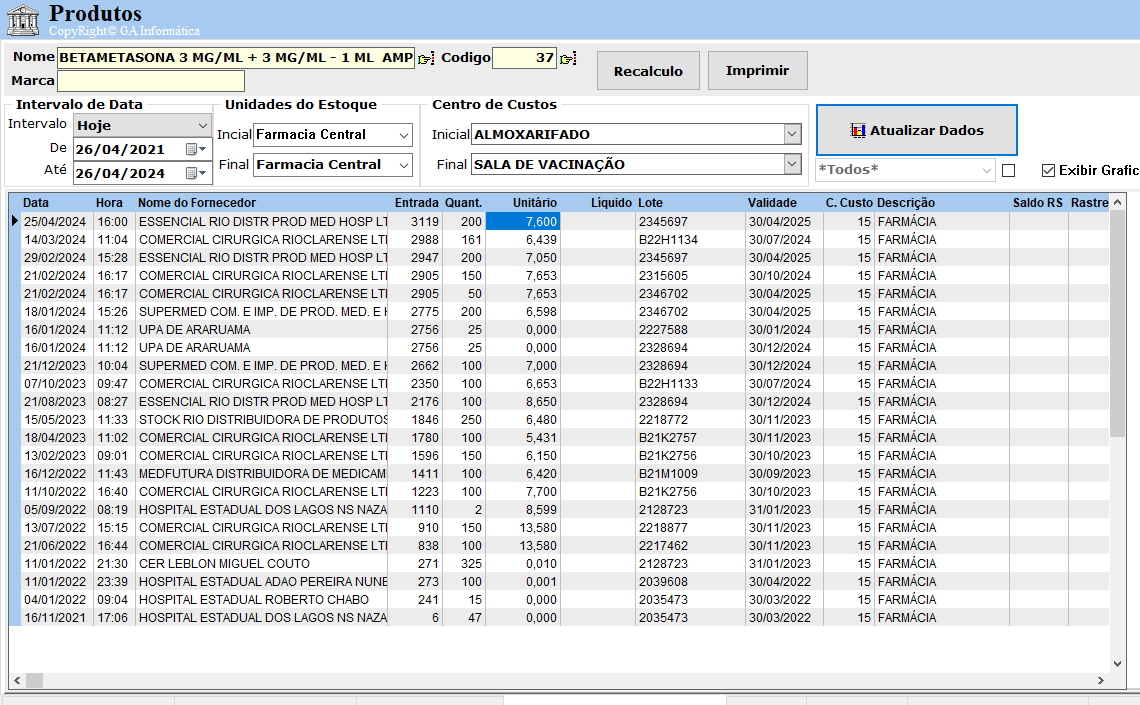 Produtos
CopyRight© GA Informática
Nome BETAMETASONA 3 MG/ML + 3 MG/ML - 1 ML AMP Codigo 37 Recalculo Imprimir
Marca
Intervalo de Data Unidades do Estoque Centro de Custos
Intervalo Hoje Incial Farmacia Central Inicial ALMOXARIFADO Atualizar Dados
De 26/04/2021
Até 26/04/2024 Final Farmacia Central Final SALA DE VACINAÇÃO *Todos* Exibir Grafic
Data Hora Nome do Fornecedor Entrada Quant. Unitário Líquido Lote Validade C. Custo Descrição Saldo RS Rastre
25/04/2024 16:00 ESSENCIAL RIO DISTR PROD MED HOSP LT 3119 200 7,600 2345697 30/04/2025 15 FARMÁCIA
14/03/2024 11:04 COMERCIAL CIRURGICA RIOCLARENSE LTI 2988 161 6,439 B22H1134 30/07/2024 15 FARMÁCIA
29/02/2024 15:28 ESSENCIAL RIO DISTR PROD MED HOSP LT 2947 200 7,050 2345697 30/04/2025 15 FARMÁCIA
21/02/2024 16:17 COMERCIAL CIRURGICA RIOCLARENSE LTI 2905 150 7,653 2315605 30/10/2024 15 FARMÁCIA
21/02/2024 16:17 COMERCIAL CIRURGICA RIOCLARENSE LTI 2905 50 7,653 2346702 30/04/2025 15 FARMÁCIA
18/01/2024 15:26 SUPERMED COM. E IMP. DE PROD. MED. E H 2775 200 6,598 2346702 30/04/2025 15 FARMÁCIA
16/01/2024 11:12 UPA DE ARARUAMA 2756 25 0,000 2227588 30/01/2024 15 FARMÁCIA
16/01/2024 11:12 UPA DE ARARUAMA 2756 25 0,000 2328694 30/12/2024 15 FARMÁCIA
21/12/2023 10:04 SUPERMED COM. E IMP. DE PROD. MED. E H 2662 100 7,000 2328694 30/12/2024 15 FARMÁCIA
07/10/2023 09:47 COMERCIAL CIRURGICA RIOCLARENSE LTI 2350 100 6,653 B22H1133 30/07/2024 15 FARMÁCIA
21/08/2023 08:27 ESSENCIAL RIO DISTR PROD MED HOSP LT 2176 100 8,650 2328694 30/12/2024 15 FARMÁCIA
15/05/2023 11:33 STOCK RIO DISTRIBUIDORA DE PRODUTOS 1846 250 6,480 2218772 30/11/2023 15 FARMÁCIA
18/04/2023 11:02 COMERCIAL CIRURGICA RIOCLARENSE LTI 1780 100 5,431 B21K2757 30/11/2023 15 FARMÁCIA
13/02/2023 09:01 COMERCIAL CIRURGICA RIOCLARENSE LTI 1596 150 6,150 B21K2756 30/10/2023 15 FARMÁCIA
16/12/2022 11:43 MEDFUTURA DISTRIBUIDORA DE MEDICAM 1411 100 6,420 B21M1009 30/09/2023 15 FARMÁCIA
11/10/2022 16:40 COMERCIAL CIRURGICA RIOCLARENSE LTI 1223 100 7,700 B21K2756 30/10/2023 15 FARMÁCIA
05/09/2022 08:19 HOSPITAL ESTADUAL DOS LAGOS NS NAZA 1110 2 8,599 2128723 31/01/2023 15 FARMÁCIA
13/07/2022 15:15 COMERCIAL CIRURGICA RIOCLARENSE LTI 910 150 13,580 2218877 30/11/2023 15 FARMÁCIA
21/06/2022 16:44 COMERCIAL CIRURGICA RIOCLARENSE LTI 838 100 13,580 2217462 30/11/2023 15 FARMÁCIA
11/01/2022 21:30 CER LEBLON MIGUEL COUTO 271 325 0,010 2128723 31/01/2023 15 FARMÁCIA
11/01/2022 23:39 HOSPITAL ESTADUAL ADAO PEREIRA NUNE 273 100 0,001 2039608 30/04/2022 15 FARMÁCIA
04/01/2022 09:04 HOSPITAL ESTADUAL ROBERTO CHABO 241 15 0,000 2035473 30/03/2022 15 FARMÁCIA
16/11/2021 17:06 HOSPITAL ESTADUAL DOS LAGOS NS NAZA 6 47 0,000 2035473 30/03/2022 15 FARMÁCIA